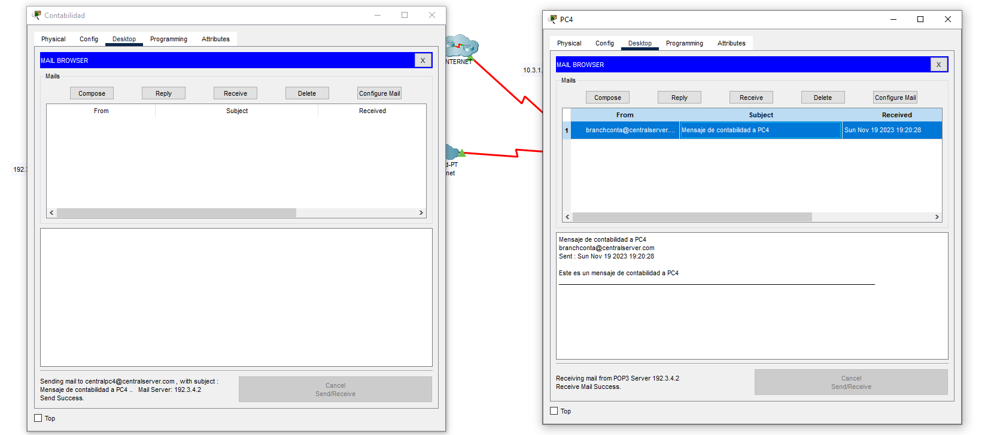 Contabilidad
Physical Config Desktop Programming Attributes
MAIL BROWSER X
Mails
Compose Reply Receive Delete Configure Mail
From Subject Received
Sending mail to centralpc4@centralserver.com , with subject :
Mensaje de contabilidad a PC4 .. Mail Server: 192.3.4.2
Send Success.
Cancel
Send/Receive
Top
192.3
NTERNET
d-PT
net
10.3.1.
PC4
Physical Config Desktop Programming Attributes
MAIL BROWSER X
Mails
Compose Reply Receive Delete Configure Mail
From Subject Received
1 branchconta@centralserver.... Mensaje de contabilidad a PC4 Sun Nov 19 2023 19:20:28
Mensaje de contabilidad a PC4
branchconta@centralserver.com
Sent : Sun Nov 19 2023 19:20:28
Este es un mensaje de contabilidad a PC4
Receiving mail from POP3 Server 192.3.4.2
Receive Mail Success.
Cancel
Send/Receive
Top